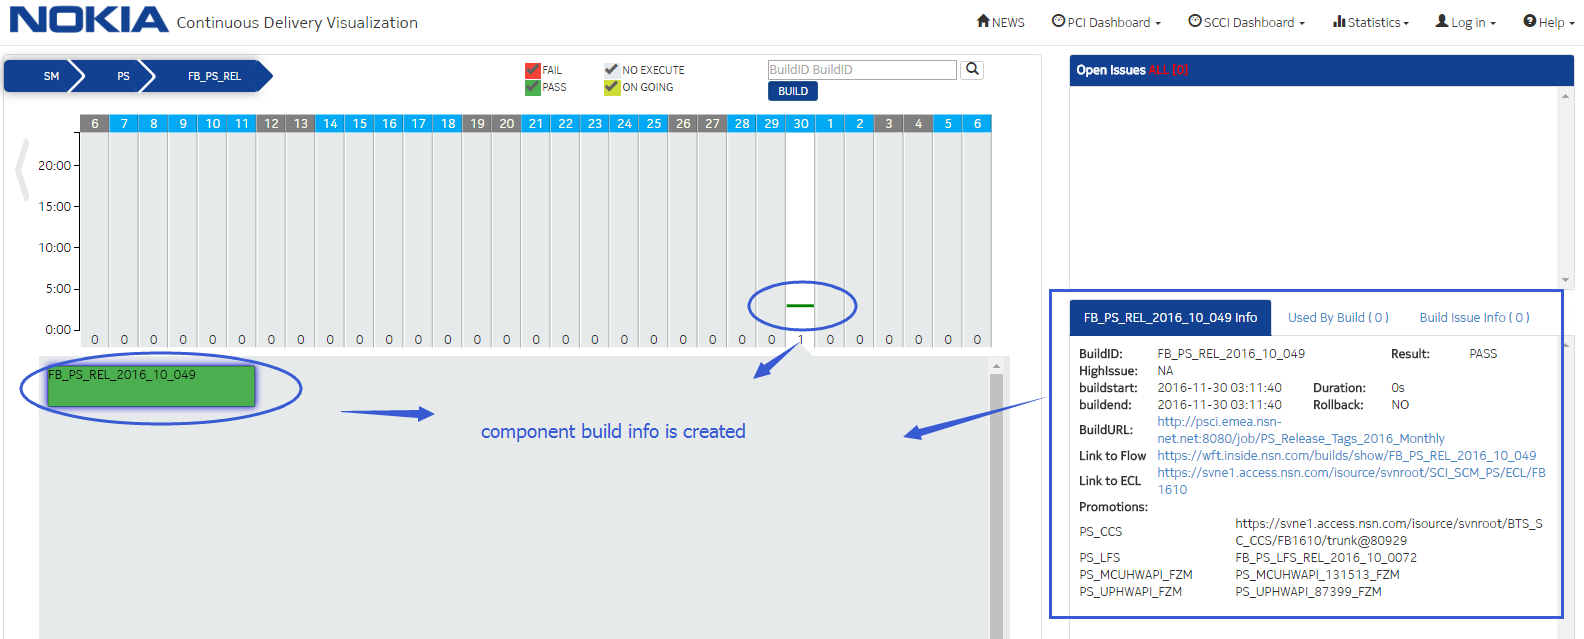 NOKIA Continuous Delivery Visualization
NEWS PCI Dashboard SCCI Dashboard Statistics Log in Help
SM PS FB_PS_REL
FAIL NO EXECUTE
PASS ON GOING
BuildID BuildID
BUILD
6 7 8 9 10 11 12 13 14 15 16 17 18 19 20 21 22 23 24 25 26 27 28 29 30 1 2 3 4 5 6
20:00
15:00
10:00
5:00
0:00
0 0 0 0 0 0 0 0 0 0 0 0 0 0 0 0 0 0 0 0 0 0 0 0 1 0 0 0 0 0 0
FB_PS_REL_2016_10_049
component build info is created
Open Issues ALL [0]
FB_PS_REL_2016_10_049 Info Used By Build ( 0 ) Build Issue Info ( 0 )
BuildID: FB_PS_REL_2016_10_049 Result: PASS
HighIssue: NA
buildstart: 2016-11-30 03:11:40 Duration: 0s
buildend: 2016-11-30 03:11:40 Rollback: NO
BuildURL: http://psci.emea.nsn-
net.net:8080/job/PS_Release_Tags_2016_Monthly
Link to Flow https://wft.inside.nsn.com/builds/show/FB_PS_REL_2016_10_049
Link to ECL https://svne1.access.nsn.com/isource/svnroot/SCI_SCM_PS/ECL/FB
1610
Promotions:
PS_CCS https://svne1.access.nsn.com/isource/svnroot/BTS_S
C_CCS/FB1610/trunk@80929
PS_LFS FB_PS_LFS_REL_2016_10_0072
PS_MCUHWAPI_FZM PS_MCUHWAPI_131513_FZM
PS_UPHWAPI_FZM PS_UPHWAPI_87399_FZM